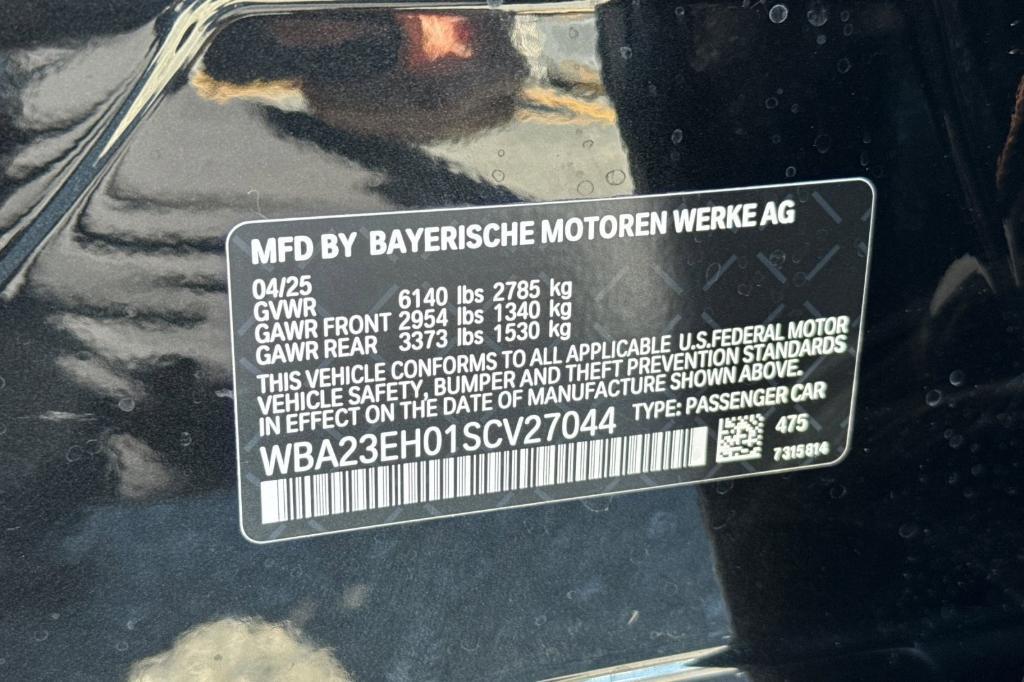 MFD BY BAYERISCHE MOTOREN WERKE AG
04/25
GVWR 6140 lbs 2785 kg
GAWR FRONT 2954 lbs 1340 kg
GAWR REAR 3373 lbs 1530 kg
THIS VEHICLE CONFORMS TO ALL APPLICABLE U.S.FEDERAL MOTOR
VEHICLE SAFETY, BUMPER AND THEFT PREVENTION STANDARDS
IN EFFECT ON THE DATE OF MANUFACTURE SHOWN ABOVE.
WBA23EH01SCV27044 TYPE: PASSENGER CAR
475
7315814